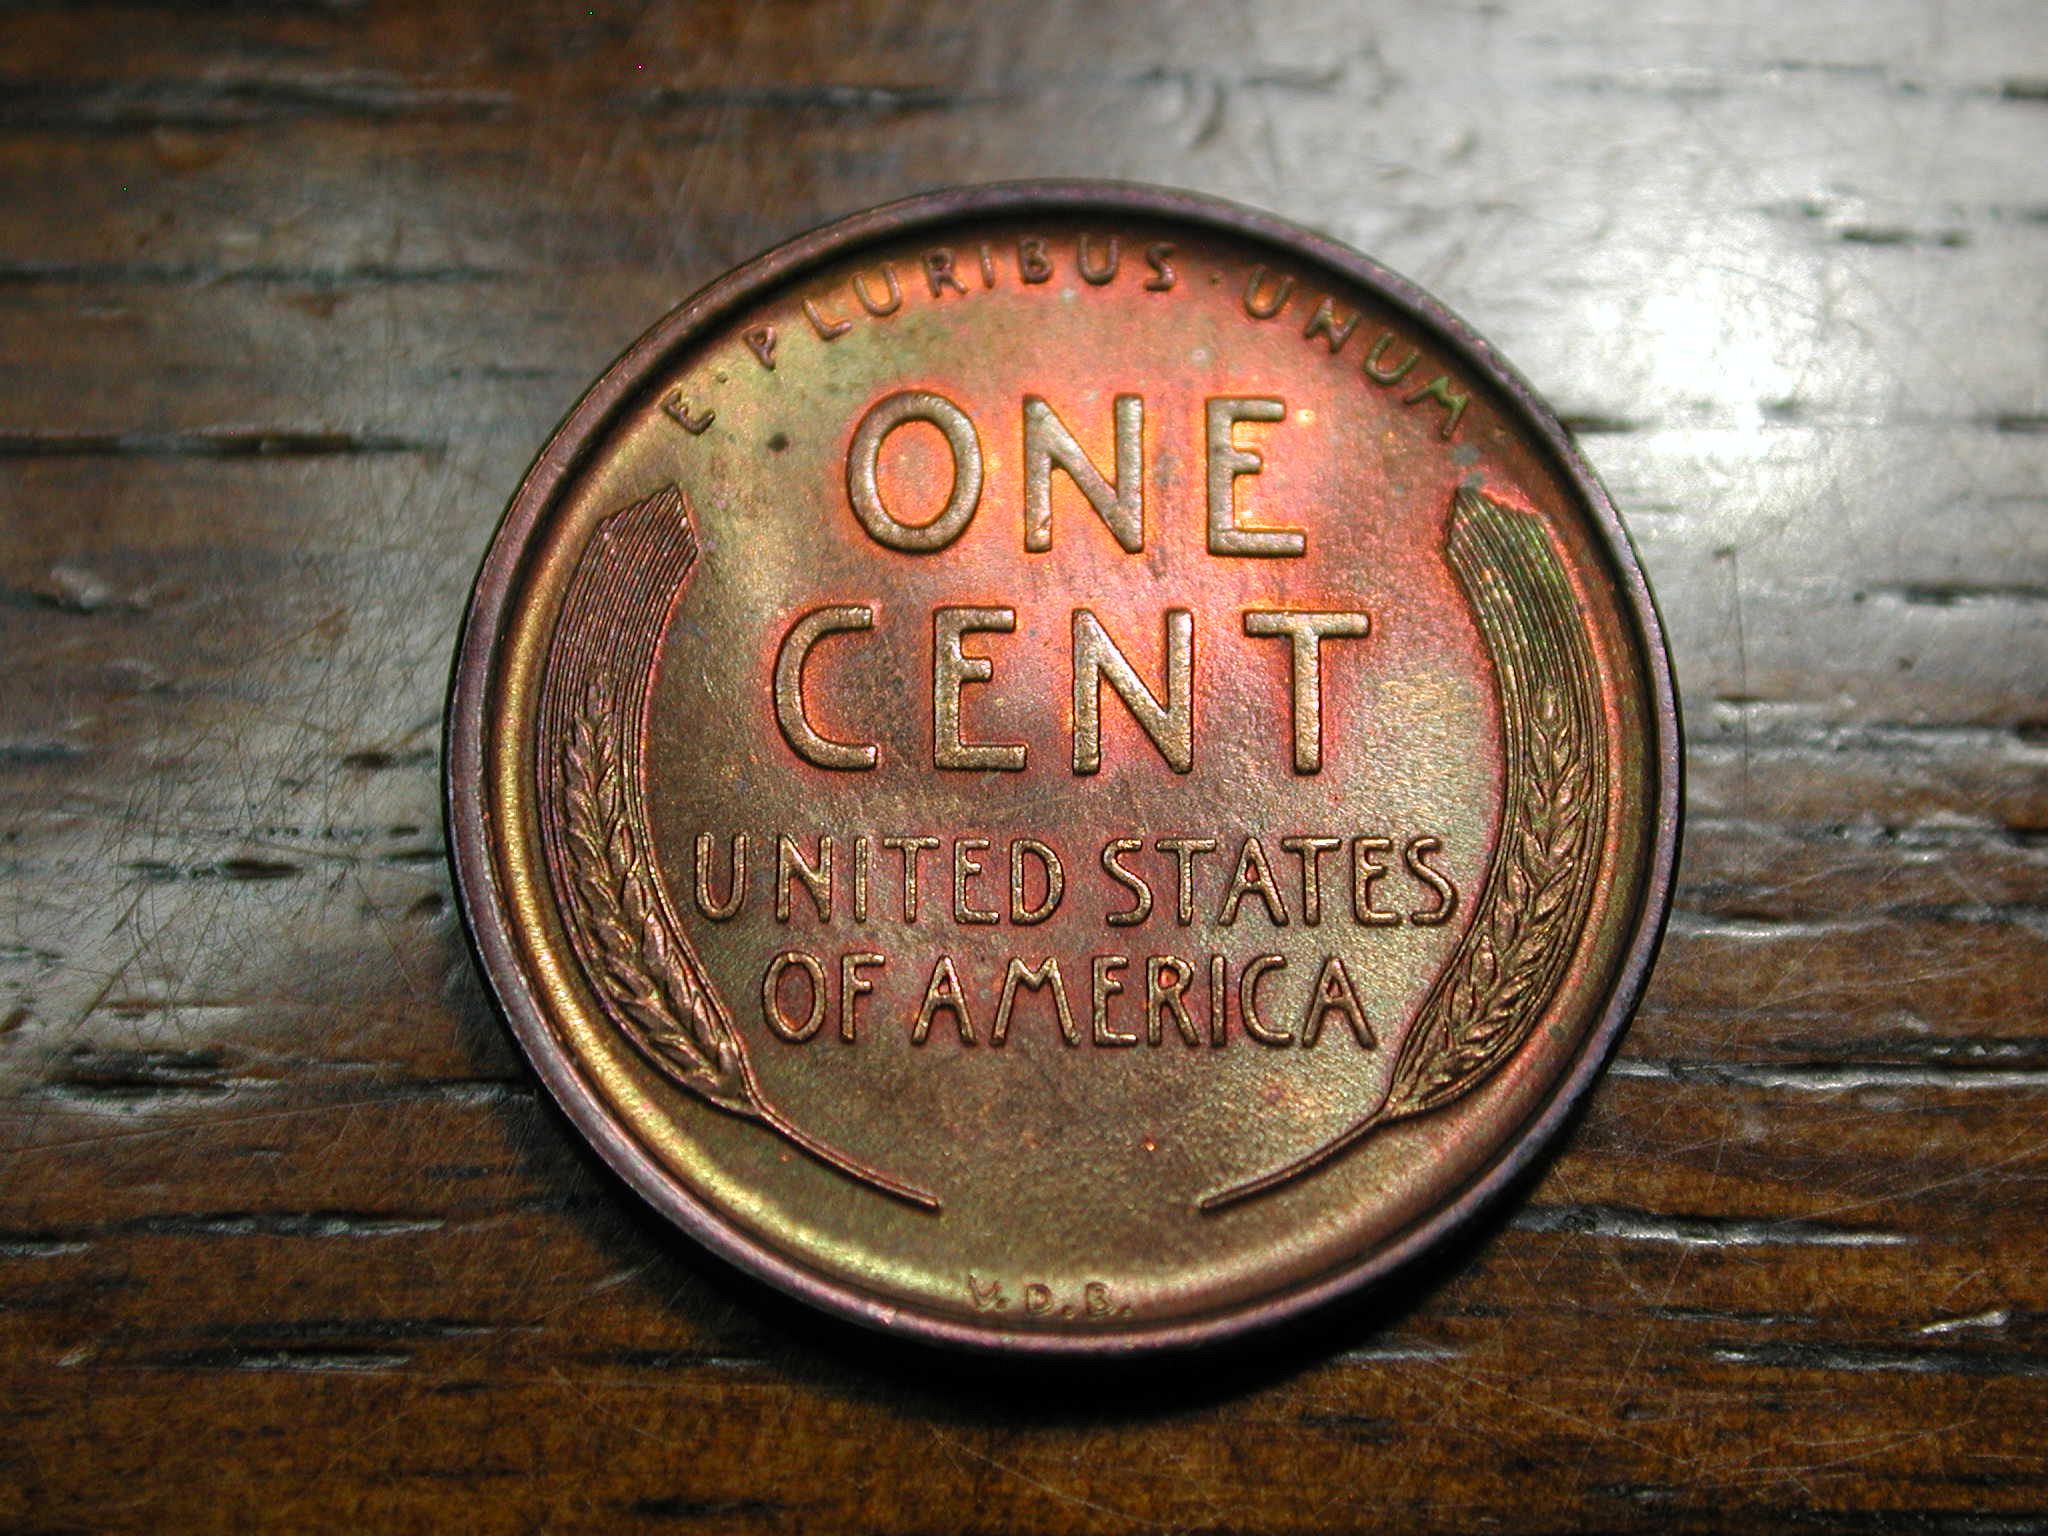 E·PLURIBUS·UNUM
ONE
CENT
UNITED STATES
OF AMERICA
V.D.B.